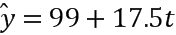 ŷ = 99 + 17.5t